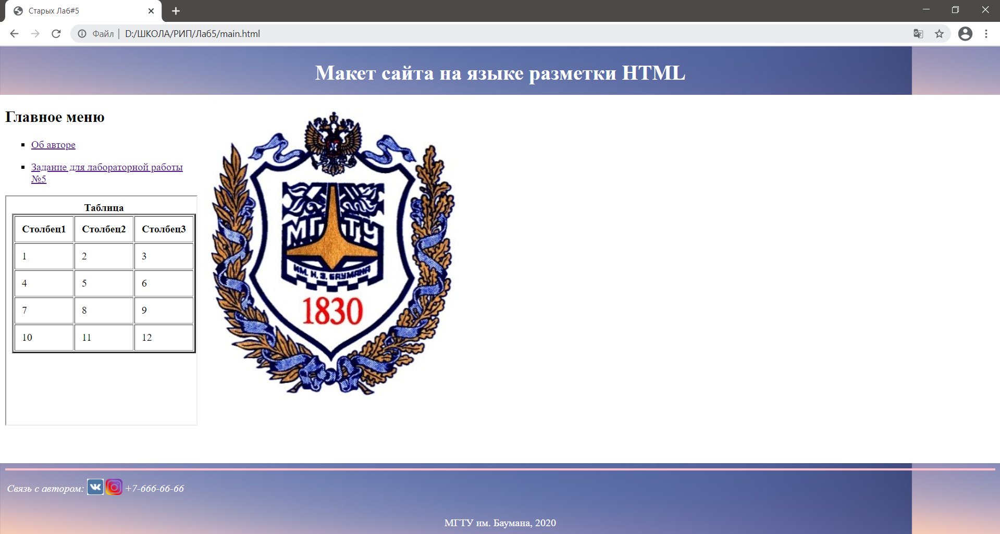 Старых Лаб#5
Файл | D:/ШКОЛА/РИП/Лаб5/main.html
Макет сайта на языке разметки HTML
Главное меню
Об авторе
Задание для лабораторной работы
№5
Таблица
Столбец1 Столбец2 Столбец3
1 2 3
4 5 6
7 8 9
10 11 12
МГТУ
ИМ. Н. Э. БАУМАНА
1830
Связь с автором: +7-666-66-66
МГТУ им. Баумана, 2020